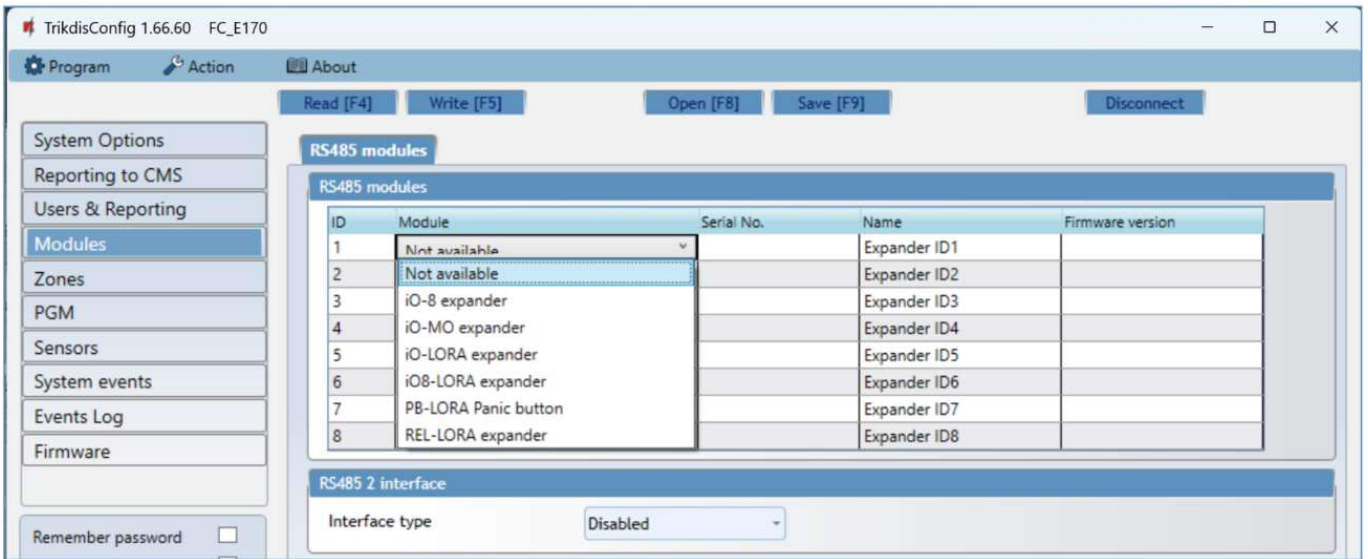 TrikdisConfig 1.66.60 FC_E170
Program Action About
Read [F4] Write [F5] Open [F8] Save [F9] Disconnect
System Options
Reporting to CMS
Users & Reporting
Modules
Zones
PGM
Sensors
System events
Events Log
Firmware
Remember password
RS485 modules
RS485 modules
ID Module Serial No. Name Firmware version
1 Not available Expander ID1
2 Not available Expander ID2
3 iO-8 expander Expander ID3
4 iO-MO expander Expander ID4
5 iO-LORA expander Expander ID5
6 iO8-LORA expander Expander ID6
7 PB-LORA Panic button Expander ID7
8 REL-LORA expander Expander ID8
RS485 2 interface
Interface type Disabled